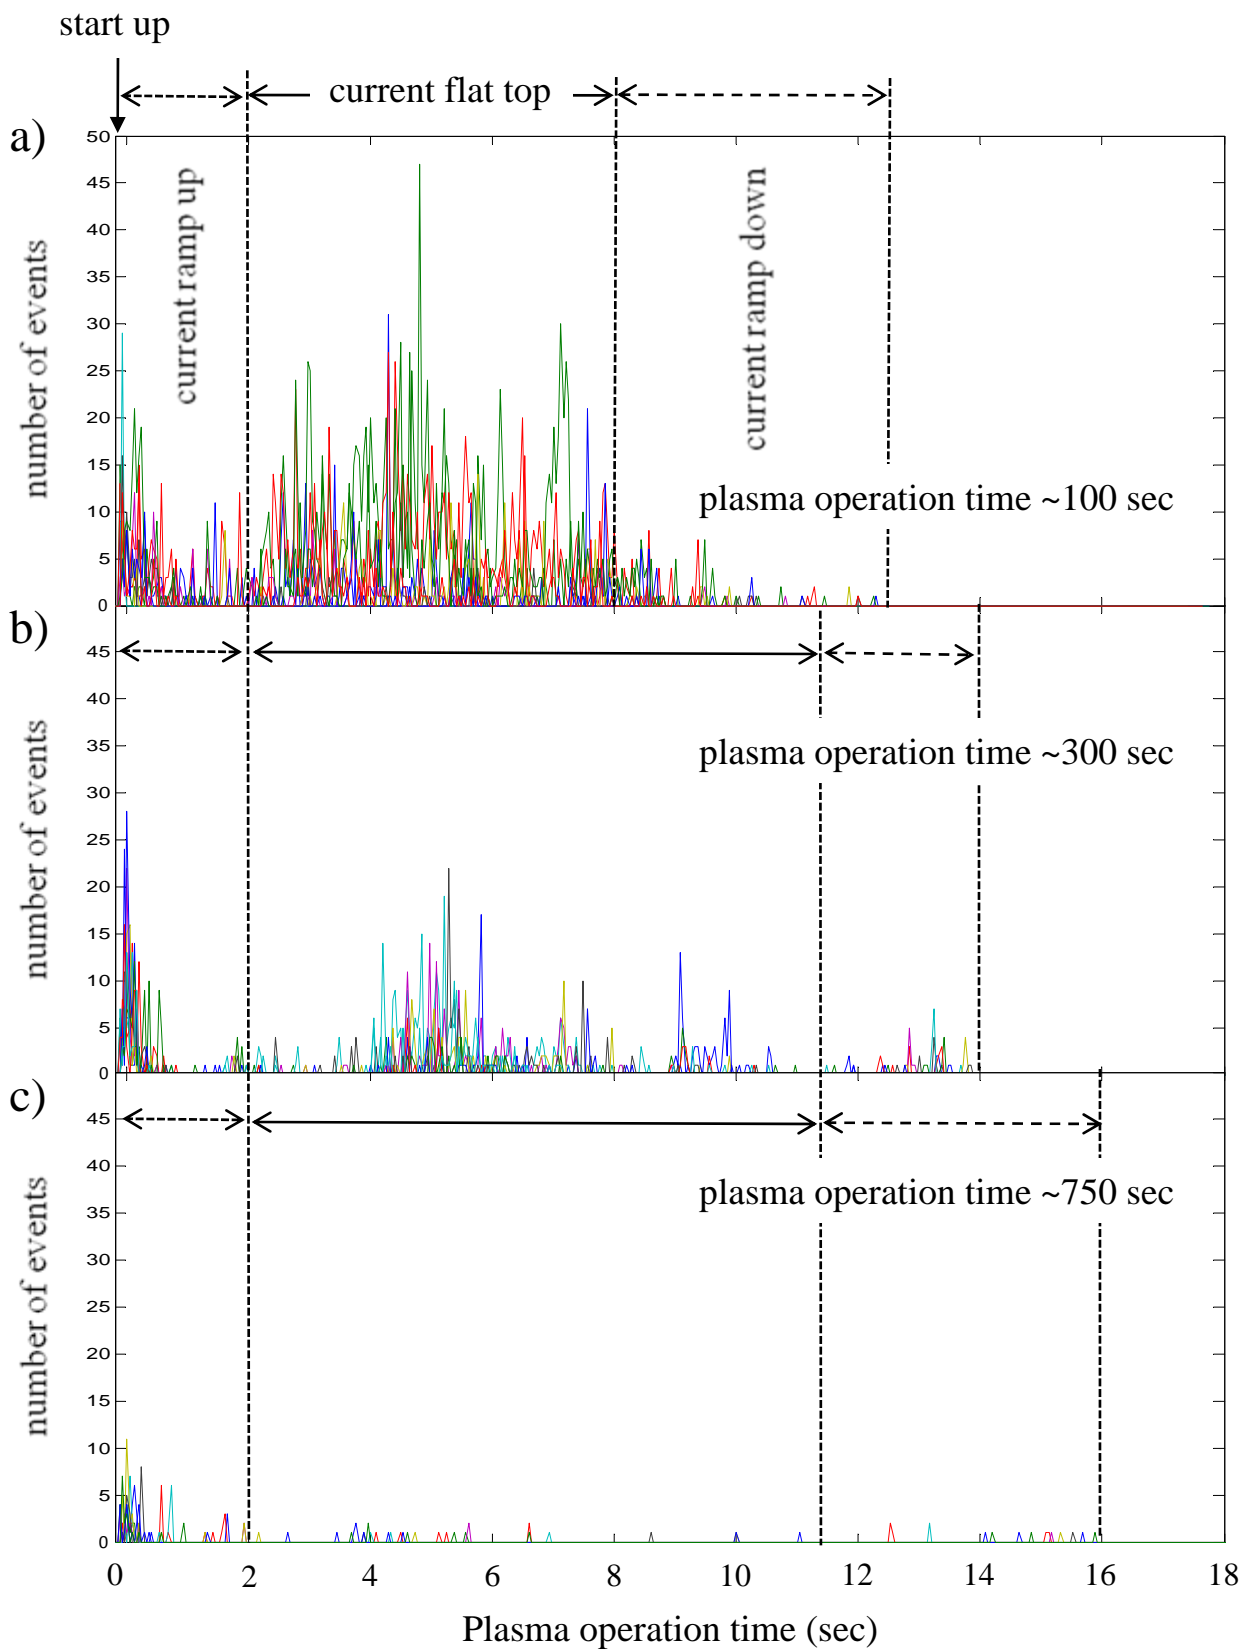 start up
current flat top
a)
50
45
40
35
30
25
20
15
10
5
0
number of events
current ramp up
current ramp down
plasma operation time ~100 sec
b)
45
40
35
30
25
20
15
10
5
0
number of events
plasma operation time ~300 sec
c)
45
40
35
30
25
20
15
10
5
0
number of events
plasma operation time ~750 sec
0 2 4 6 8 10 12 14 16 18
Plasma operation time (sec)